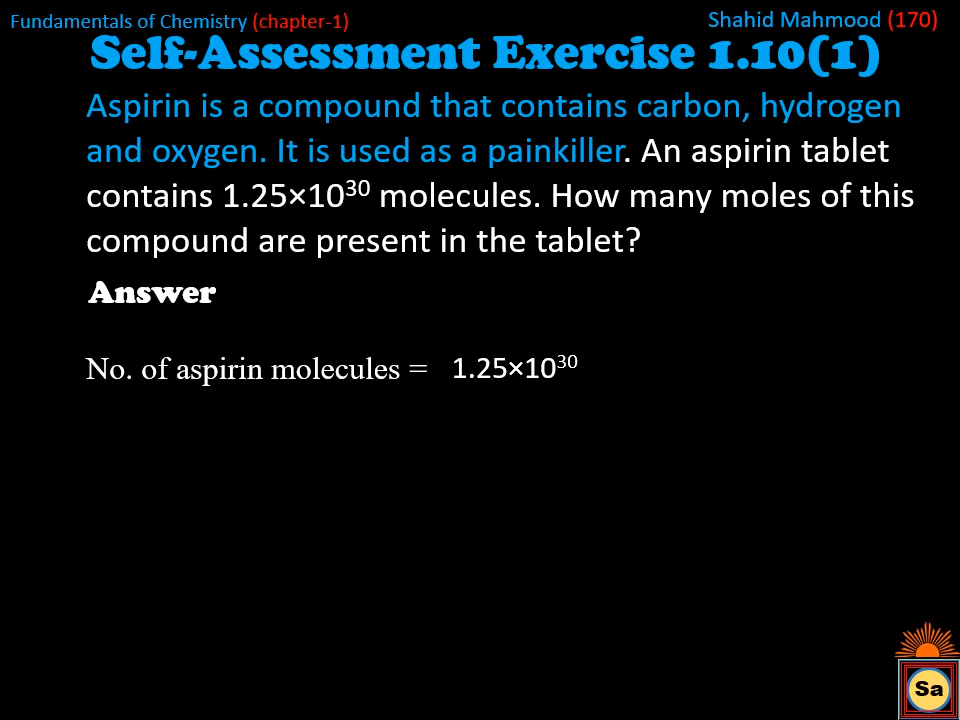 Fundamentals of Chemistry (chapter-1)
Shahid Mahmood (170)
Self-Assessment Exercise 1.10(1)
Aspirin is a compound that contains carbon, hydrogen
and oxygen. It is used as a painkiller. An aspirin tablet
contains 1.25×10³⁰ molecules. How many moles of this
compound are present in the tablet?
Answer
No. of aspirin molecules = 1.25×10³⁰
Sa